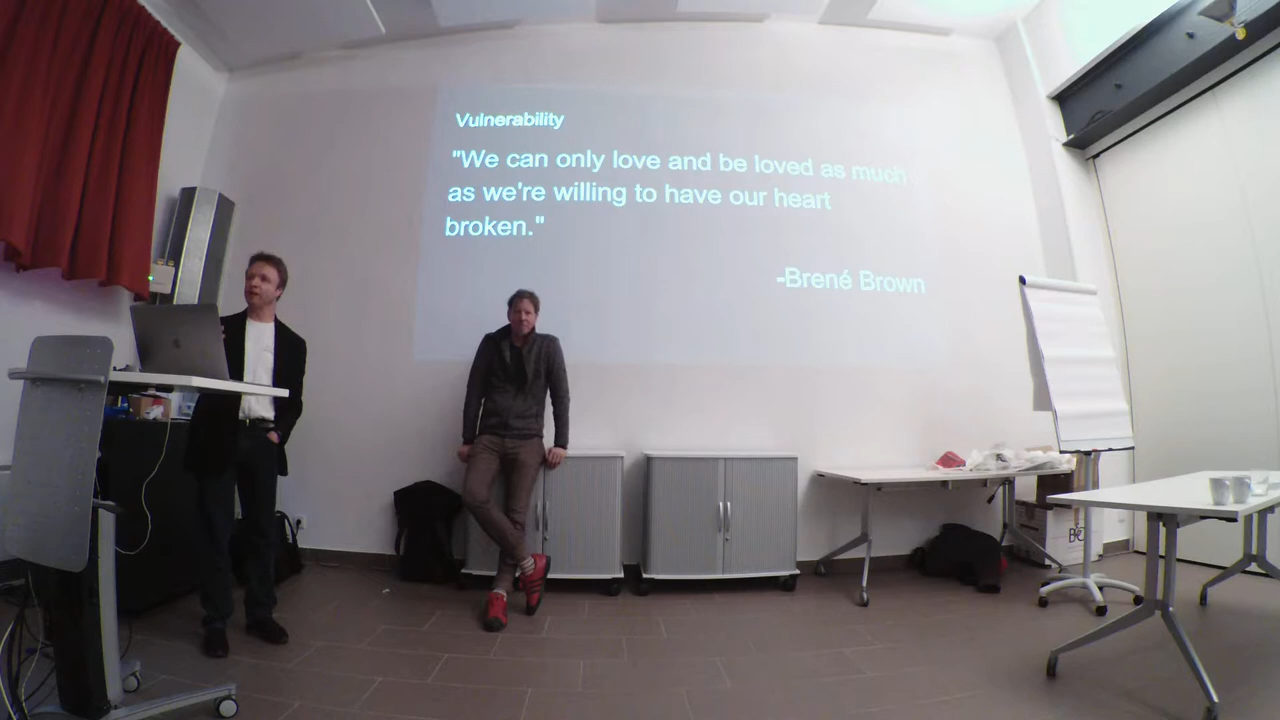 Vulnerability
"We can only love and be loved as much
as we're willing to have our heart
broken."
-Brené Brown